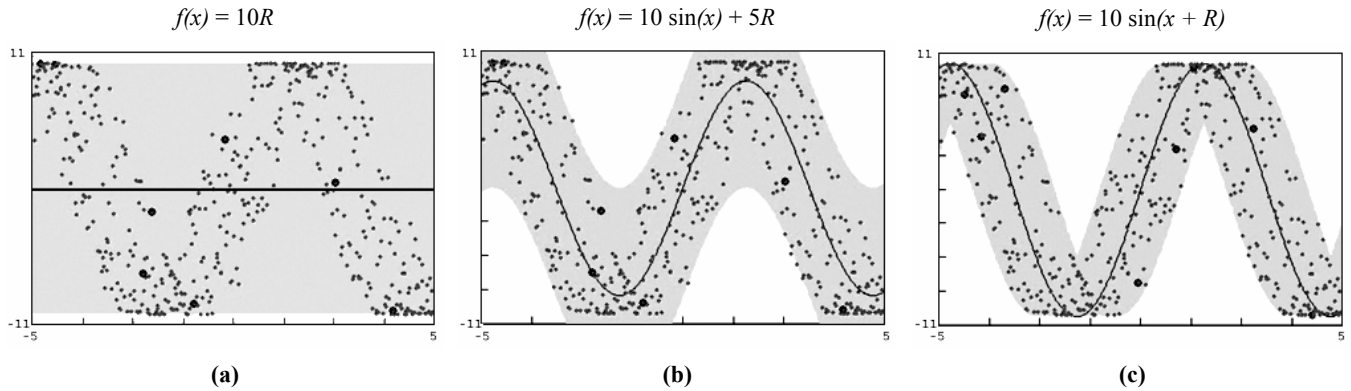 f(x) = 10R
f(x) = 10 sin(x) + 5R
f(x) = 10 sin(x + R)
11
-11
-5
5
11
-11
-5
5
11
-11
-5
5
(a)
(b)
(c)